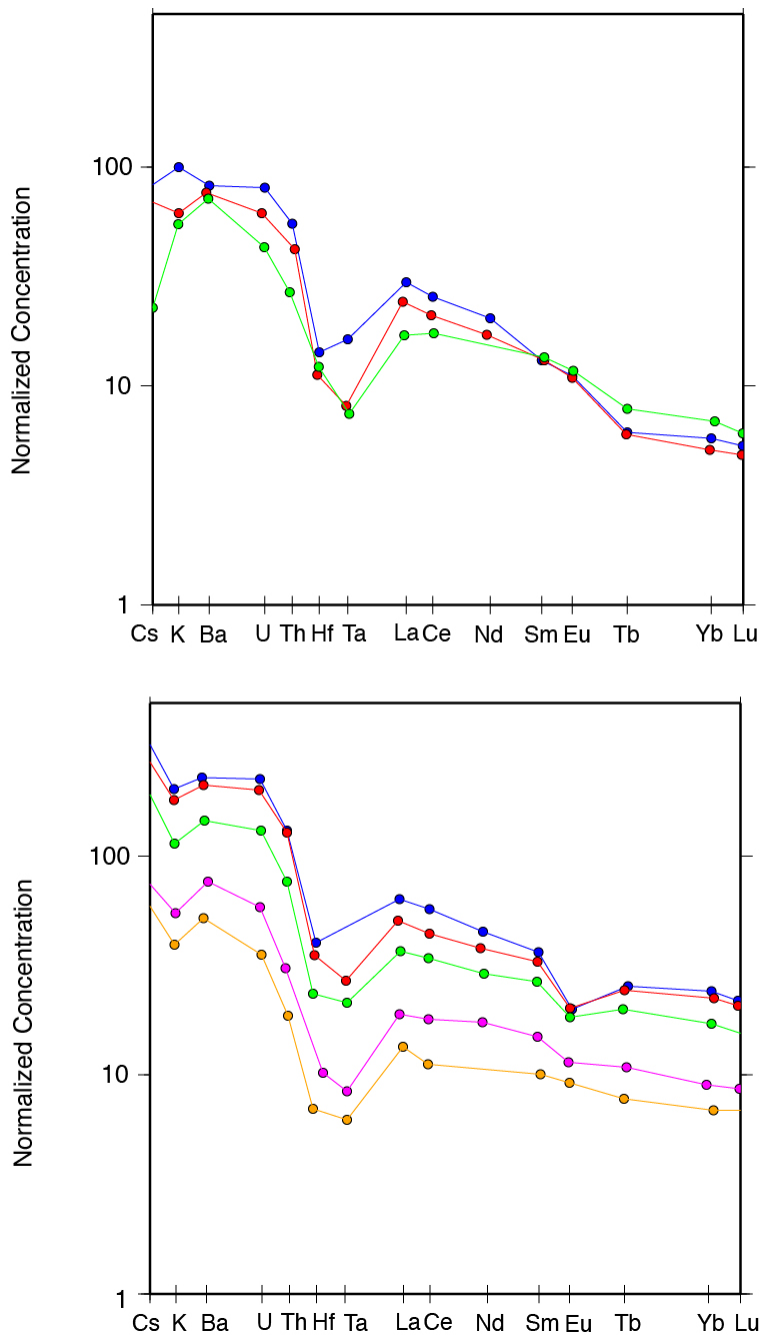 Normalized Concentration
100
10
1
Cs K Ba U Th Hf Ta La Ce Nd Sm Eu Tb Yb Lu
Normalized Concentration
100
10
1
Cs K Ba U Th Hf Ta La Ce Nd Sm Eu Tb Yb Lu